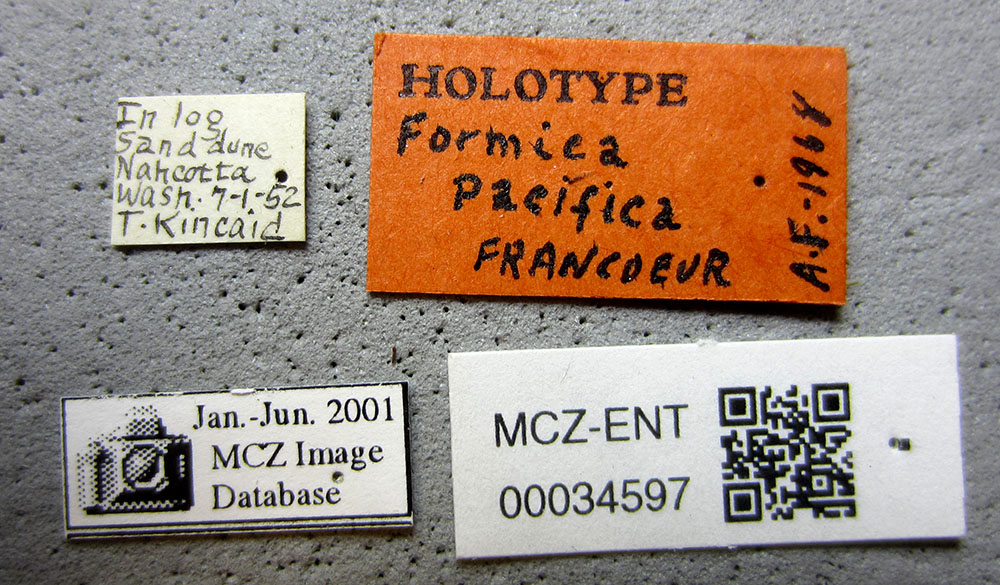 In log
Sand dune
Nahcotta
Wash. 7-1-52
T. Kincaid
HOLOTYPE
Formica
pacifica
FRANCOEUR
A.F.-1968
Jan.-Jun. 2001
MCZ Image
Database
MCZ-ENT
00034597